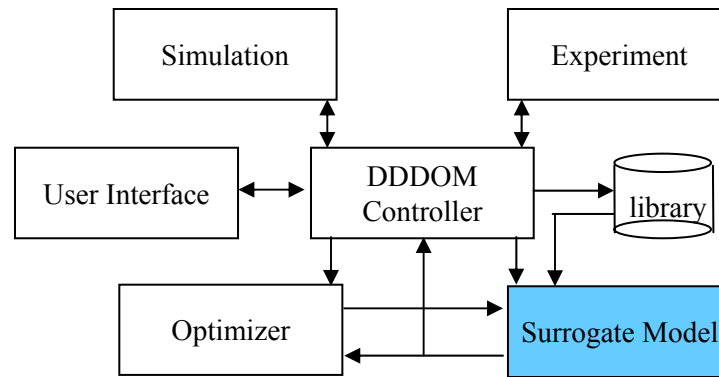 Simulation
Experiment
User Interface
DDDOM
Controller
library
Optimizer
Surrogate Model